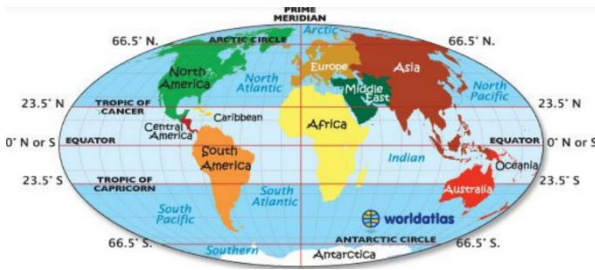 PRIME
MERIDIAN
66.5° N.
ARCTIC CIRCLE
Arctic
66.5° N.
North
America
North
Atlantic
Europe
Asia
Middle
East
North
Pacific
23.5° N
TROPIC OF
CANCER
23.5° N
Caribbean
Central
America
Africa
0° N or S
EQUATOR
EQUATOR
0° N or S
South
America
Indian
Oceania
23.5° S
TROPIC OF
CAPRICORN
South
Atlantic
Australia
23.5° S
South
Pacific
worldatlas
66.5° S.
Southern
ANTARCTIC CIRCLE
66.5° S.
Antarctica